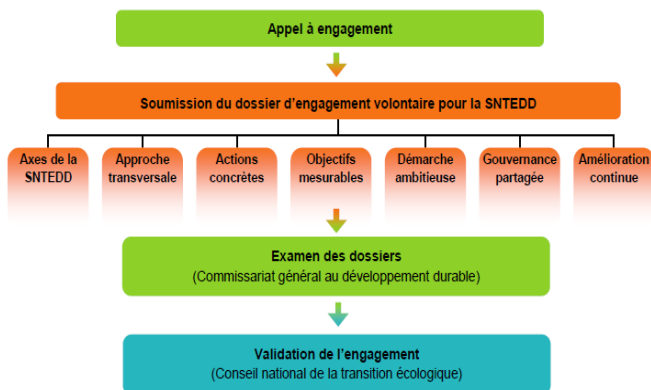 Appel à engagement
Soumission du dossier d'engagement volontaire pour la SNTEDD
Axes de la
SNTEDD
Approche
transversale
Actions
concrètes
Objectifs
mesurables
Démarche
ambitieuse
Gouvernance
partagée
Amélioration
continue
Examen des dossiers
(Commissariat général au développement durable)
Validation de l'engagement
(Conseil national de la transition écologique)